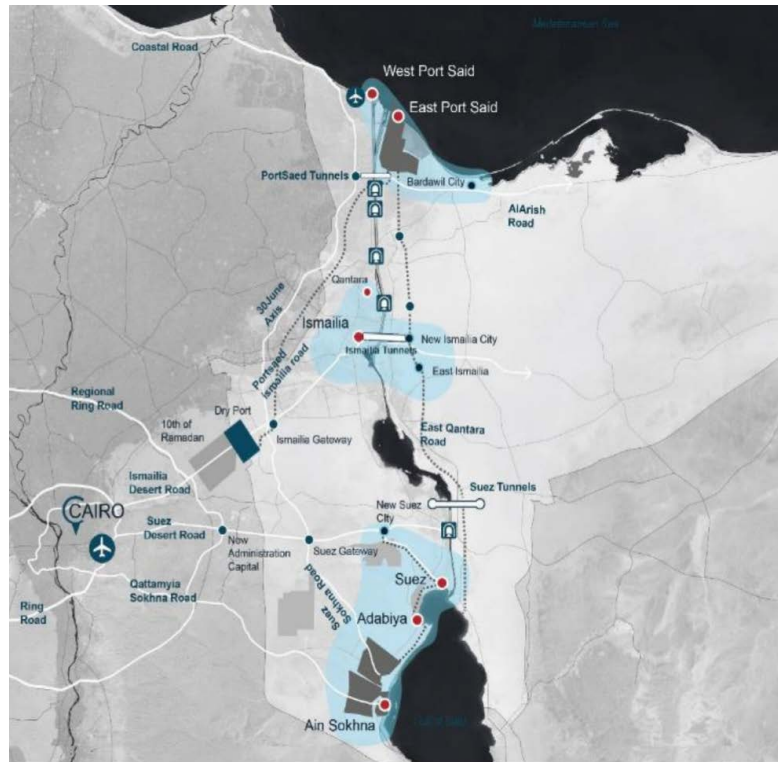 Mediterranean Sea
Coastal Road
West Port Said
East Port Said
PortSaed Tunnels
Bardawil City
AlArish
Road
Qantara
30June
Axis
Ismailia
New Ismailia City
Ismailia Tunnels
Portsaed
ismailia road
East Ismailia
Regional
Ring Road
Dry Port
10th of
Ramadan
Ismailia Gateway
East Qantara
Road
Ismailia
Desert Road
Suez Tunnels
CAIRO
New Suez
City
Suez
Desert Road
New
Administration
Capital
Suez Gateway
Suez
Qattamyia
Sokhna Road
Suez
Sokhna Road
Ring
Road
Adabiya
Ain Sokhna